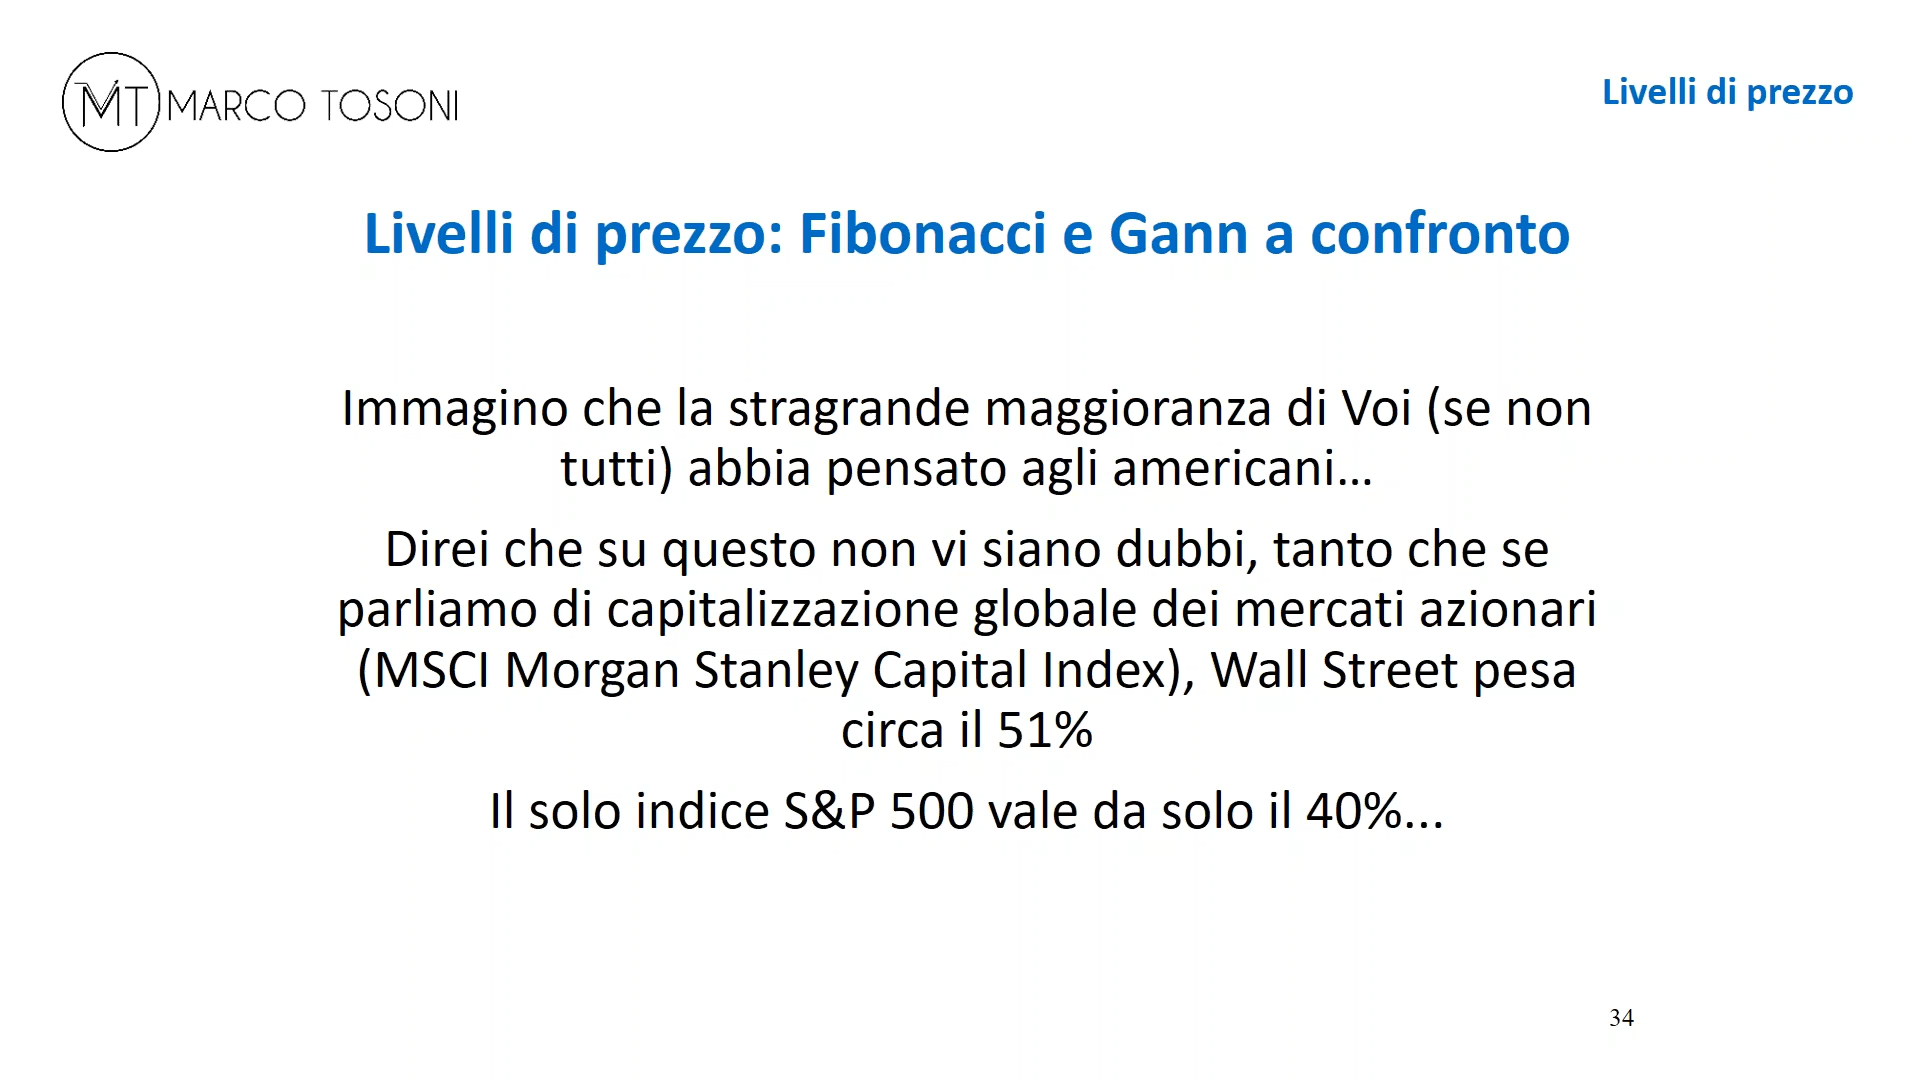 MT MARCO TOSONI
Livelli di prezzo
Livelli di prezzo: Fibonacci e Gann a confronto
Immagino che la stragrande maggioranza di Voi (se non
tutti) abbia pensato agli americani...
Direi che su questo non vi siano dubbi, tanto che se
parliamo di capitalizzazione globale dei mercati azionari
(MSCI Morgan Stanley Capital Index), Wall Street pesa
circa il 51%
Il solo indice S&P 500 vale da solo il 40%...
34